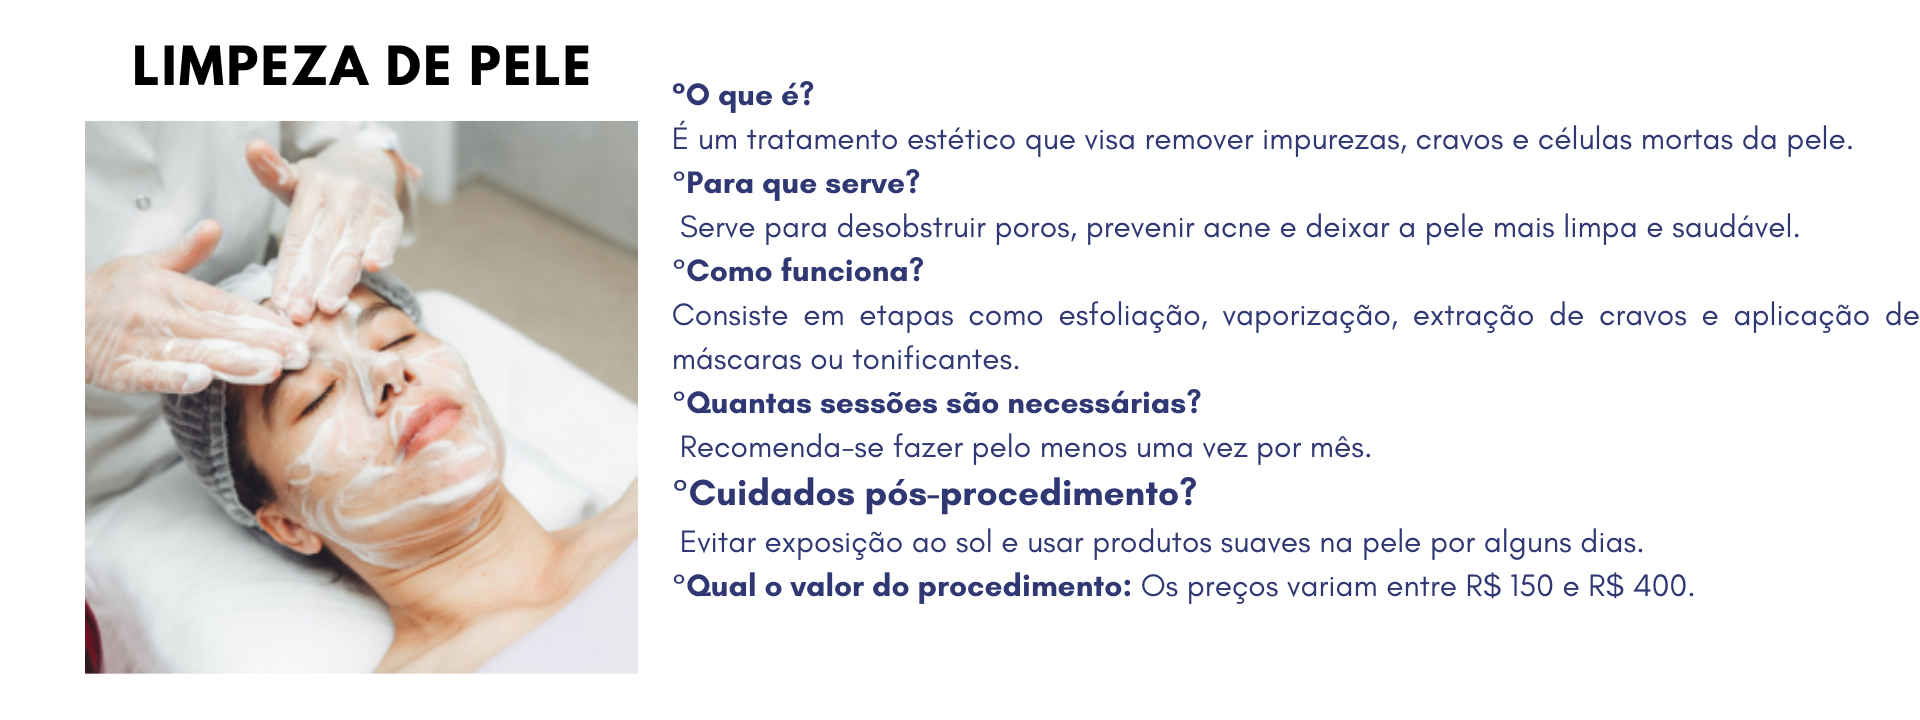 LIMPEZA DE PELE
°O que é?
É um tratamento estético que visa remover impurezas, cravos e células mortas da pele.
°Para que serve?
Serve para desobstruir poros, prevenir acne e deixar a pele mais limpa e saudável.
°Como funciona?
Consiste em etapas como esfoliação, vaporização, extração de cravos e aplicação de
máscaras ou tonificantes.
°Quantas sessões são necessárias?
Recomenda-se fazer pelo menos uma vez por mês.
°Cuidados pós-procedimento?
Evitar exposição ao sol e usar produtos suaves na pele por alguns dias.
°Qual o valor do procedimento: Os preços variam entre R$ 150 e R$ 400.